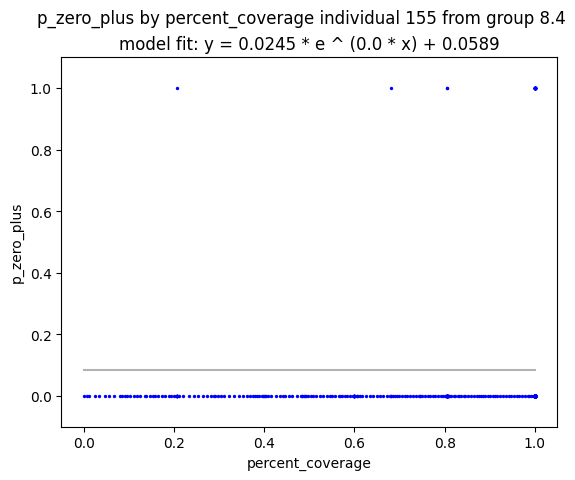 p_zero_plus by percent_coverage individual 155 from group 8.4
model fit: y = 0.0245 * e ^ (0.0 * x) + 0.0589
1.0
0.8
0.6
0.4
0.2
0.0
p_zero_plus
0.0 0.2 0.4 0.6 0.8 1.0
percent_coverage